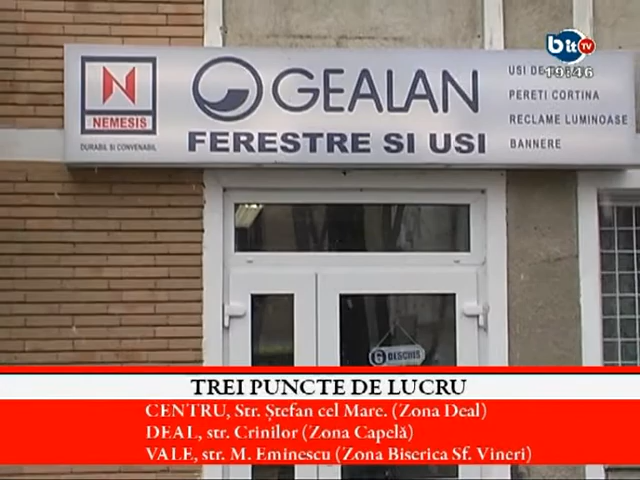 bit TV
19:46
N
NEMESIS
DURABIL SI CONVENABIL
GEALAN
FERESTRE SI USI
USI DE
PERETI CORTINA
RECLAME LUMINOASE
BANNERE
G DESCHIS
TREI PUNCTE DE LUCRU
CENTRU, Str. Ștefan cel Mare. (Zona Deal)
DEAL, str. Crinilor (Zona Capelă)
VALE, str. M. Eminescu (Zona Biserica Sf. Vineri)